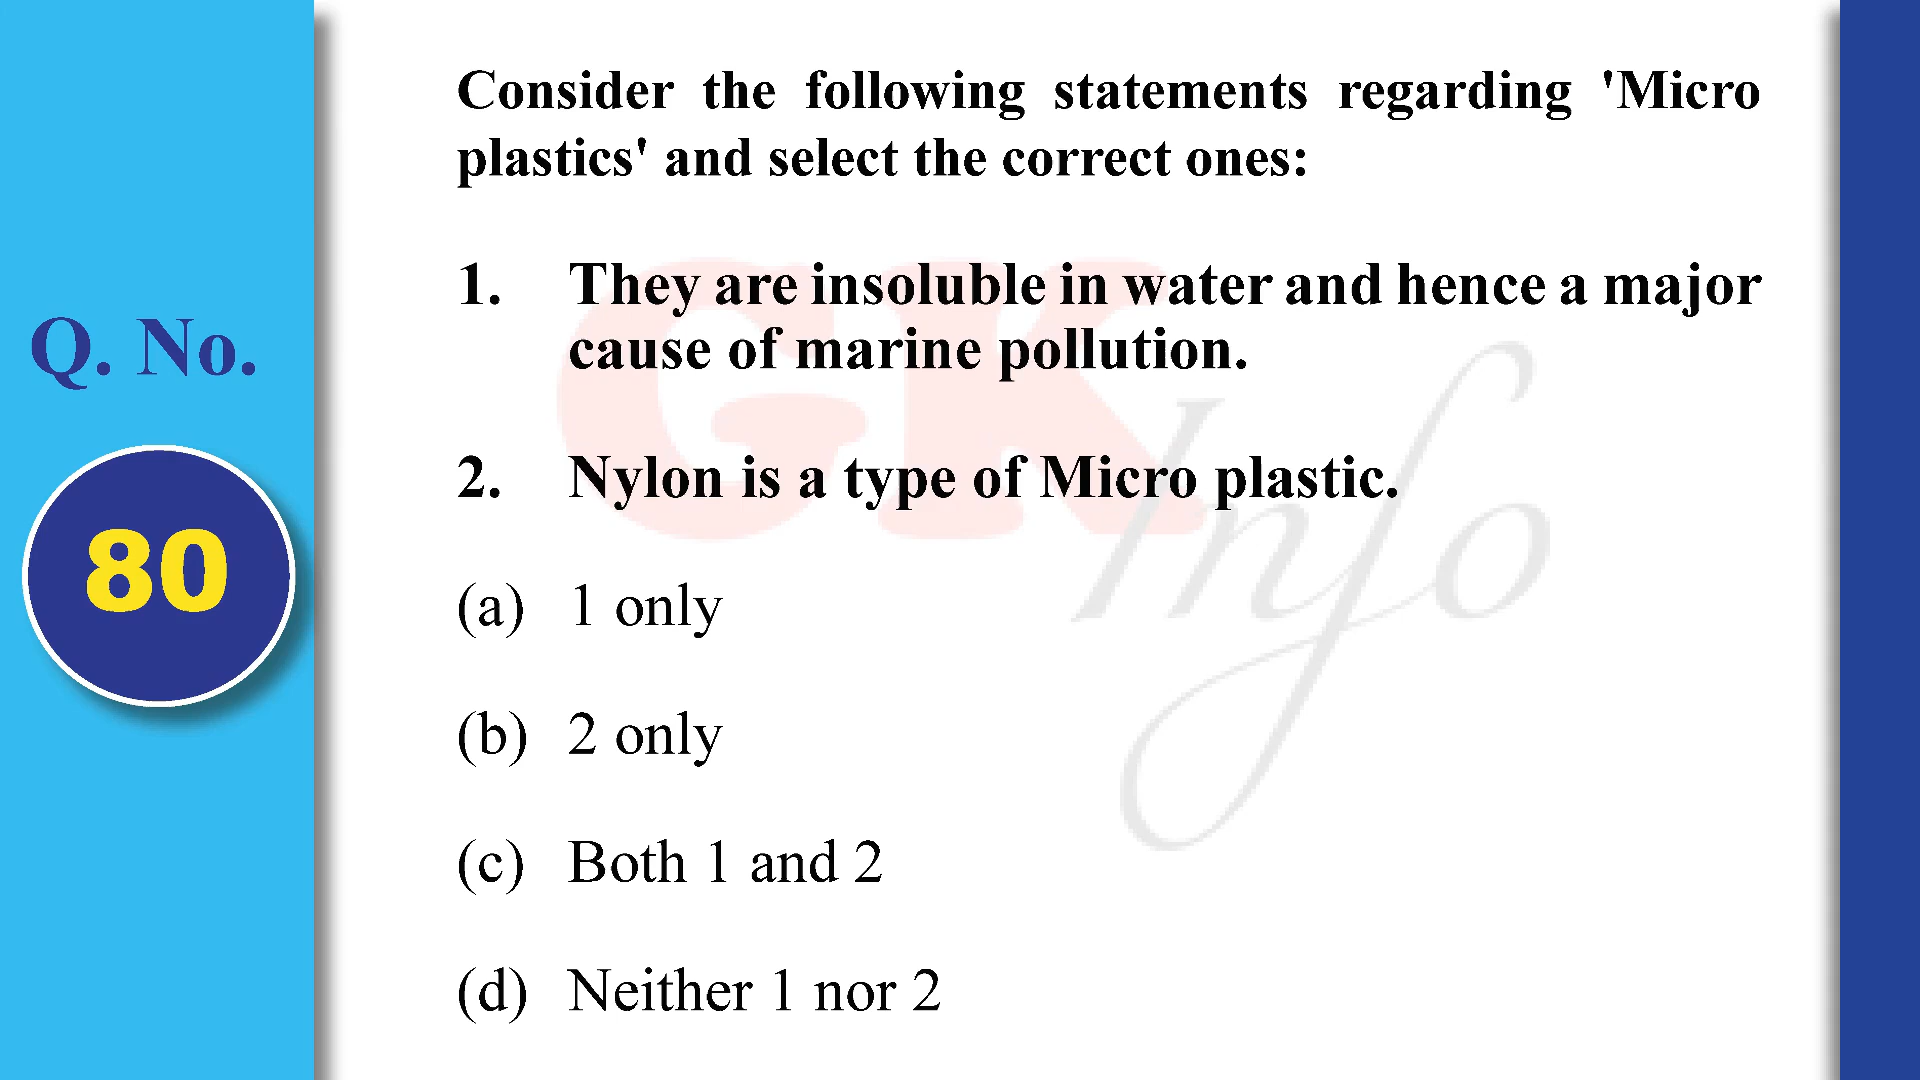 Consider the following statements regarding 'Micro
plastics' and select the correct ones:
1. They are insoluble in water and hence a major
cause of marine pollution.
Q. No.
2. Nylon is a type of Micro plastic.
80
(a) 1 only
(b) 2 only
(c) Both 1 and 2
(d) Neither 1 nor 2
GK
Info